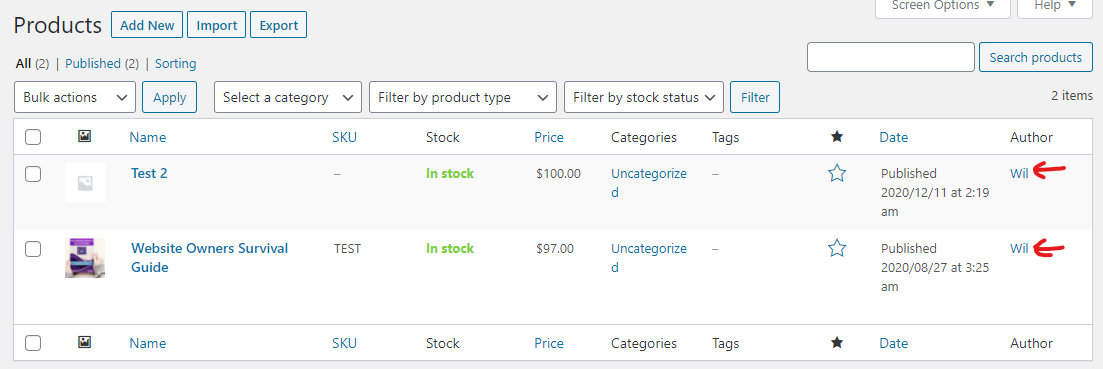 Screen Options ▼ Help ▼
Products Add New Import Export
All (2) | Published (2) | Sorting
Search products
Bulk actions Apply Select a category Filter by product type Filter by stock status Filter 2 items
Name SKU Stock Price Categories Tags ★ Date Author
Test 2 – In stock $100.00 Uncategorize – Published Wil
d 2020/12/11 at 2:19
am
Website Owners Survival TEST In stock $97.00 Uncategorize – Published Wil
Guide d 2020/08/27 at 3:25
am
Name SKU Stock Price Categories Tags ★ Date Author